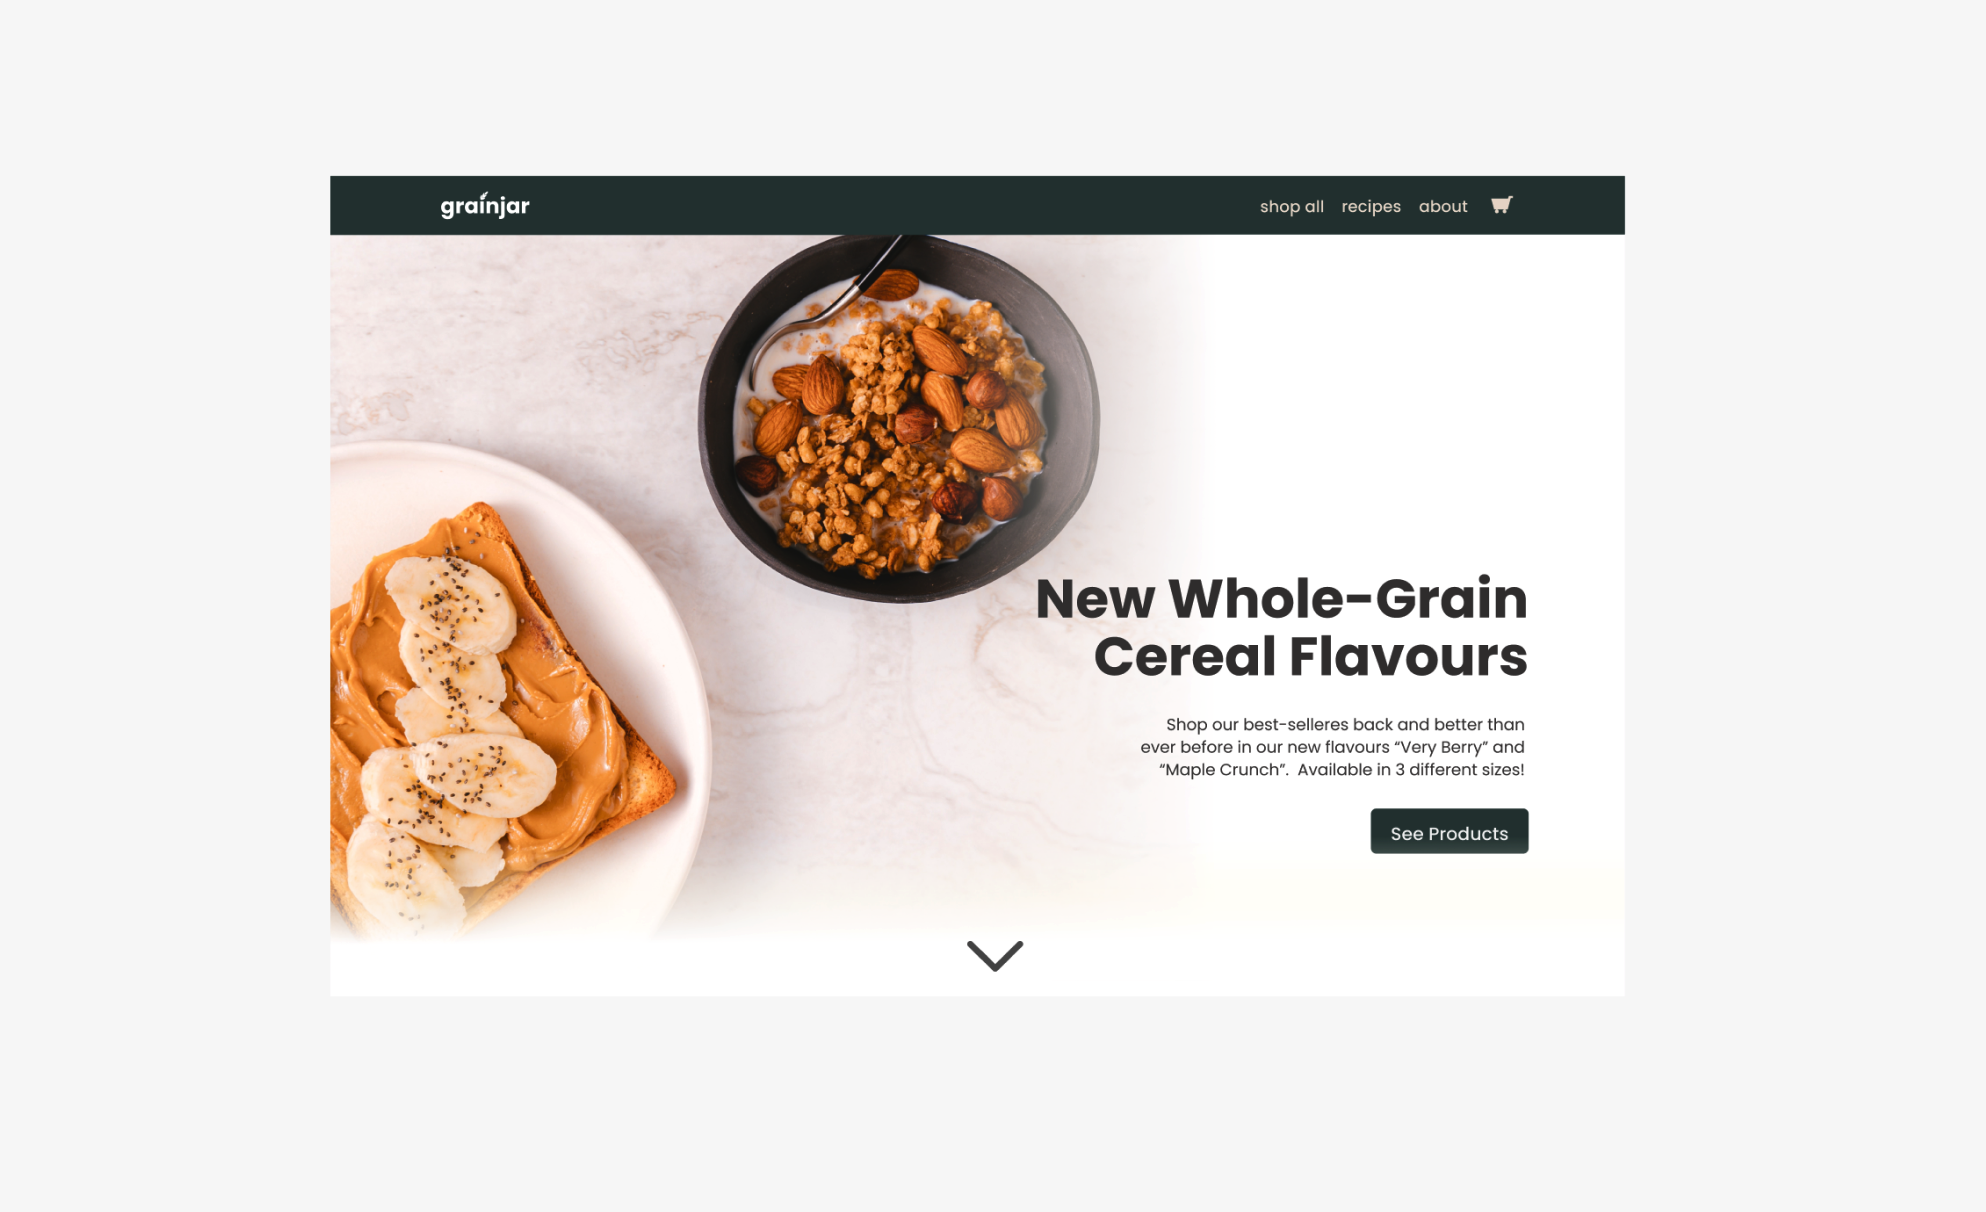 grainjar
shop all recipes about
New Whole-Grain
Cereal Flavours
Shop our best-selleres back and better than
ever before in our new flavours “Very Berry” and
“Maple Crunch”.  Available in 3 different sizes!
See Products